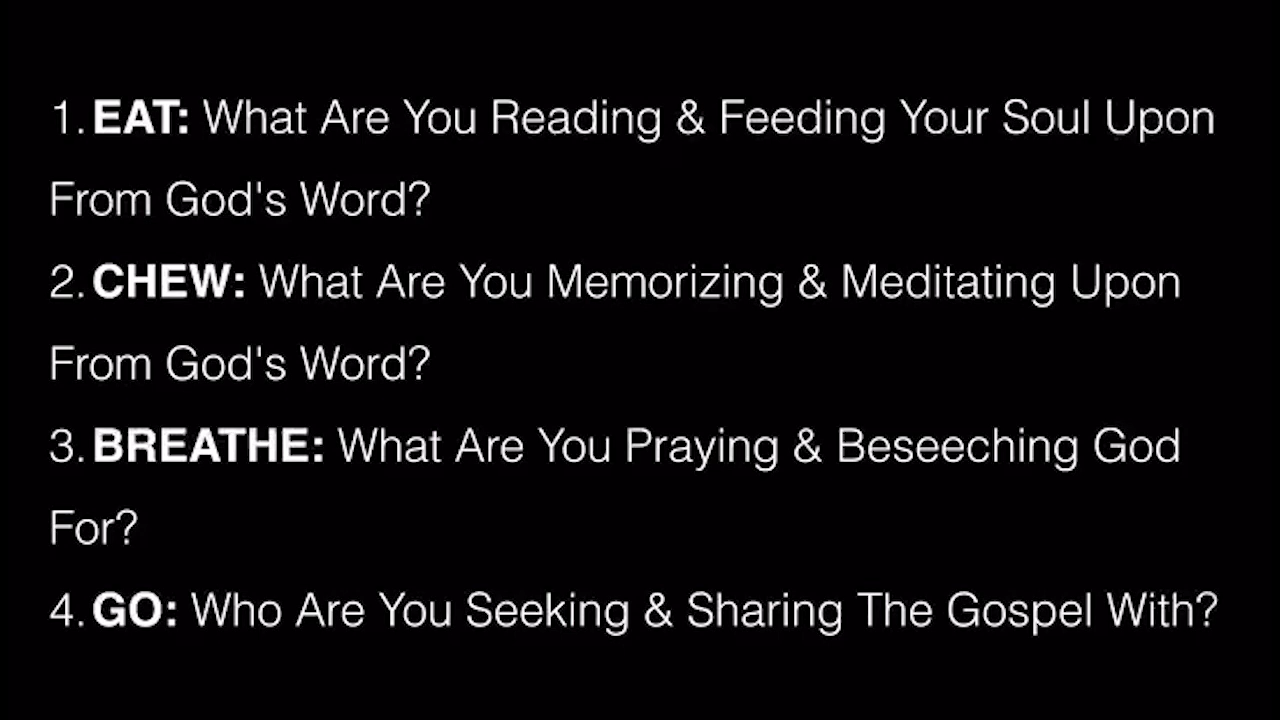 1. EAT: What Are You Reading & Feeding Your Soul Upon
From God's Word?
2. CHEW: What Are You Memorizing & Meditating Upon
From God's Word?
3. BREATHE: What Are You Praying & Beseeching God
For?
4. GO: Who Are You Seeking & Sharing The Gospel With?